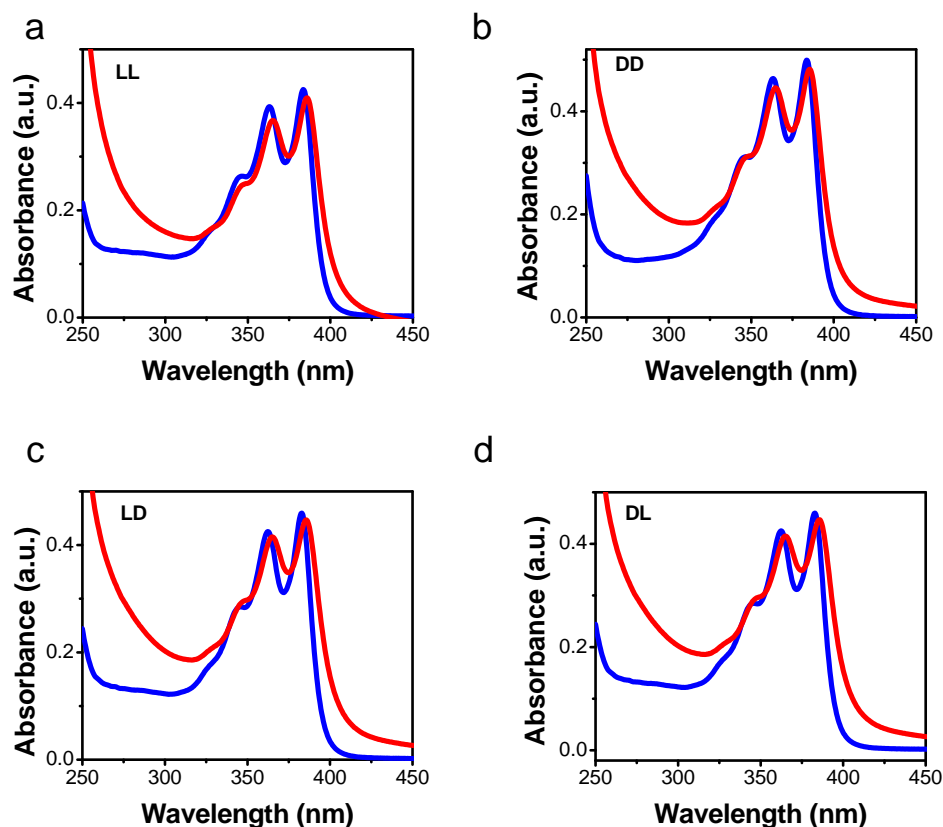 a
LL
Absorbance (a.u.)
0.4
0.2
0.0
250 300 350 400 450
Wavelength (nm)
b
DD
Absorbance (a.u.)
0.4
0.2
0.0
250 300 350 400 450
Wavelength (nm)
c
LD
Absorbance (a.u.)
0.4
0.2
0.0
250 300 350 400 450
Wavelength (nm)
d
DL
Absorbance (a.u.)
0.4
0.2
0.0
250 300 350 400 450
Wavelength (nm)